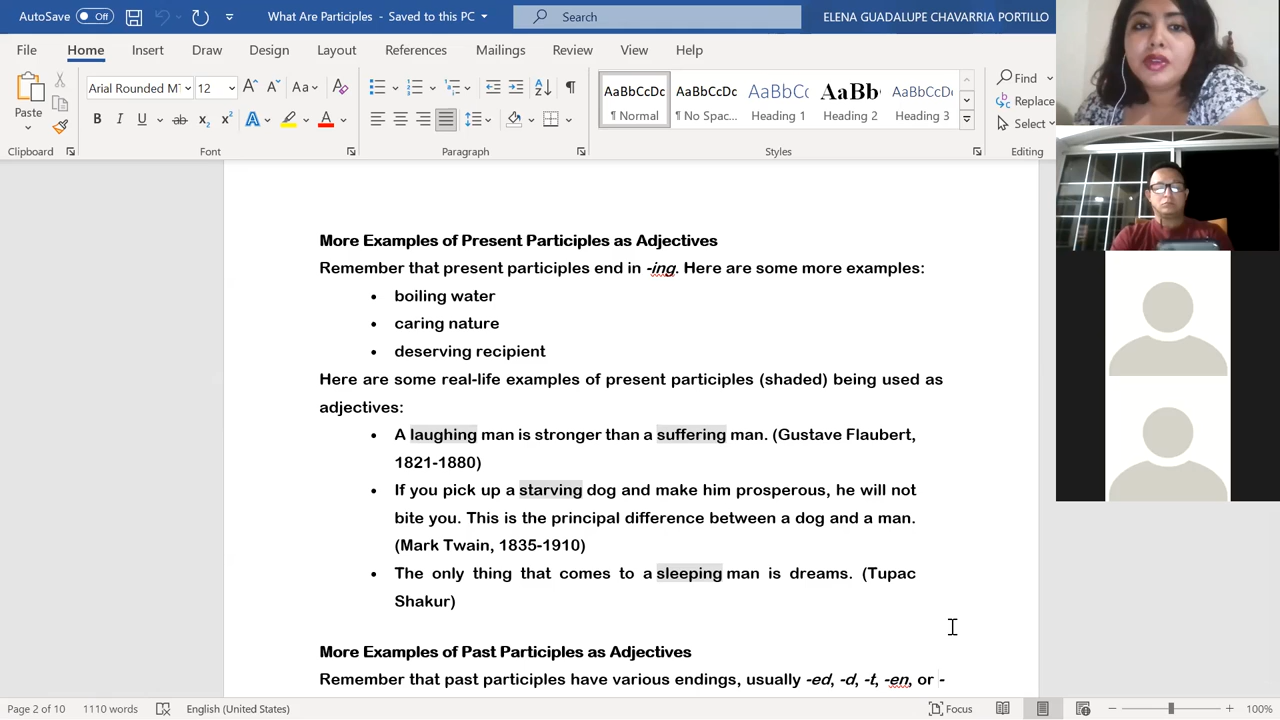 AutoSave Off What Are Participles - Saved to this PC Search ELENA GUADALUPE CHAVARRIA PORTILLO
File Home Insert Draw Design Layout References Mailings Review View Help
Arial Rounded MT 12 Aa AaBbCcDc AaBbCcDc AaBbCc AaBb AaBbCcDc Find
Paste B I U ab x₂ x² A A ¶ Normal ¶ No Spac... Heading 1 Heading 2 Heading 3 Replace
Select
Clipboard Font Paragraph Styles Editing
More Examples of Present Participles as Adjectives
Remember that present participles end in -ing. Here are some more examples:
• boiling water
• caring nature
• deserving recipient
Here are some real-life examples of present participles (shaded) being used as
adjectives:
• A laughing man is stronger than a suffering man. (Gustave Flaubert,
1821-1880)
• If you pick up a starving dog and make him prosperous, he will not
bite you. This is the principal difference between a dog and a man.
(Mark Twain, 1835-1910)
• The only thing that comes to a sleeping man is dreams. (Tupac
Shakur)
More Examples of Past Participles as Adjectives
Remember that past participles have various endings, usually -ed, -d, -t, -en, or -
Page 2 of 10 1110 words English (United States) Focus 100%